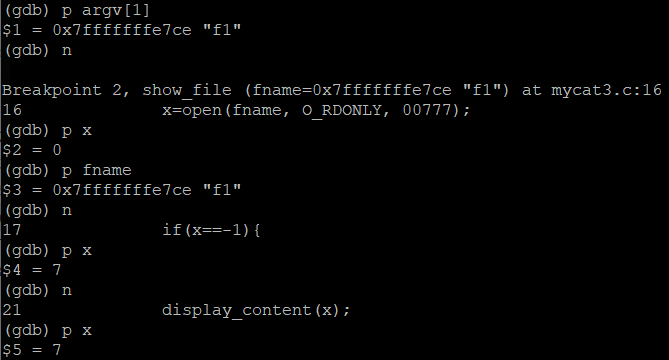 (gdb) p argv[1]
$1 = 0x7fffffffe7ce "f1"
(gdb) n
Breakpoint 2, show_file (fname=0x7fffffffe7ce "f1") at mycat3.c:16
16 x=open(fname, O_RDONLY, 00777);
(gdb) p x
$2 = 0
(gdb) p fname
$3 = 0x7fffffffe7ce "f1"
(gdb) n
17 if(x==-1){
(gdb) p x
$4 = 7
(gdb) n
21 display_content(x);
(gdb) p x
$5 = 7